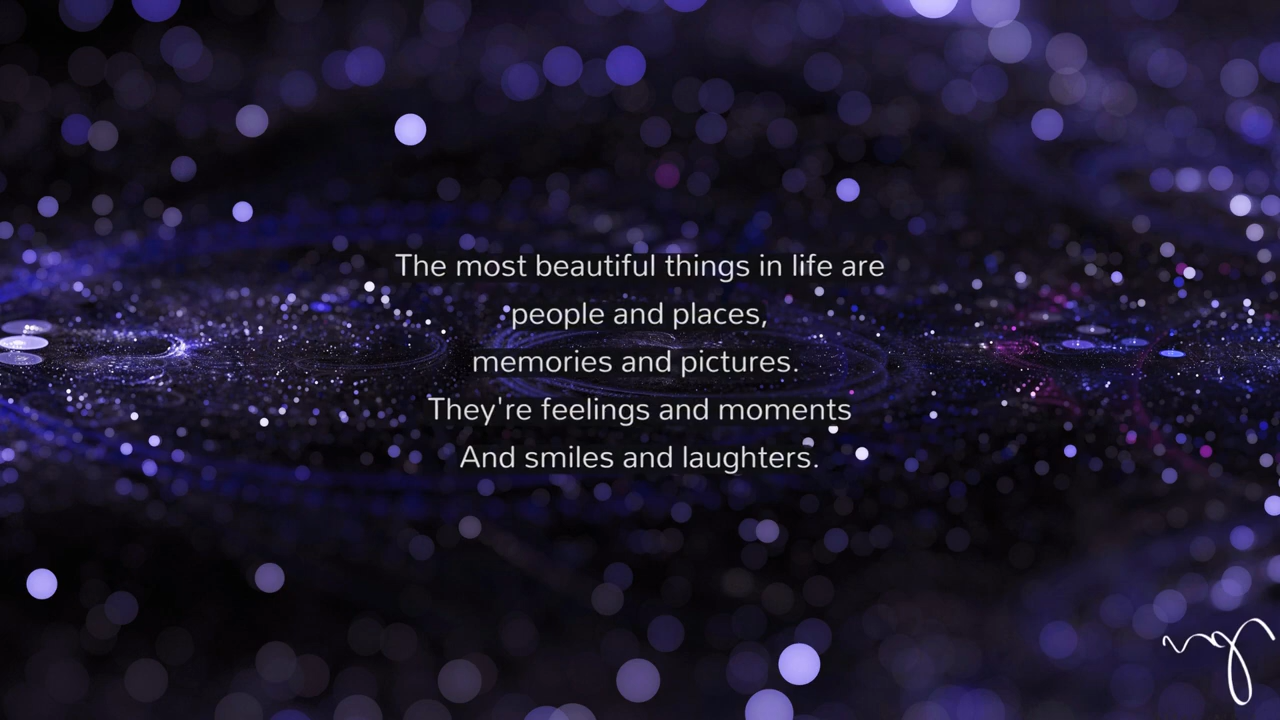 The most beautiful things in life are
people and places,
memories and pictures.
They're feelings and moments
And smiles and laughters.